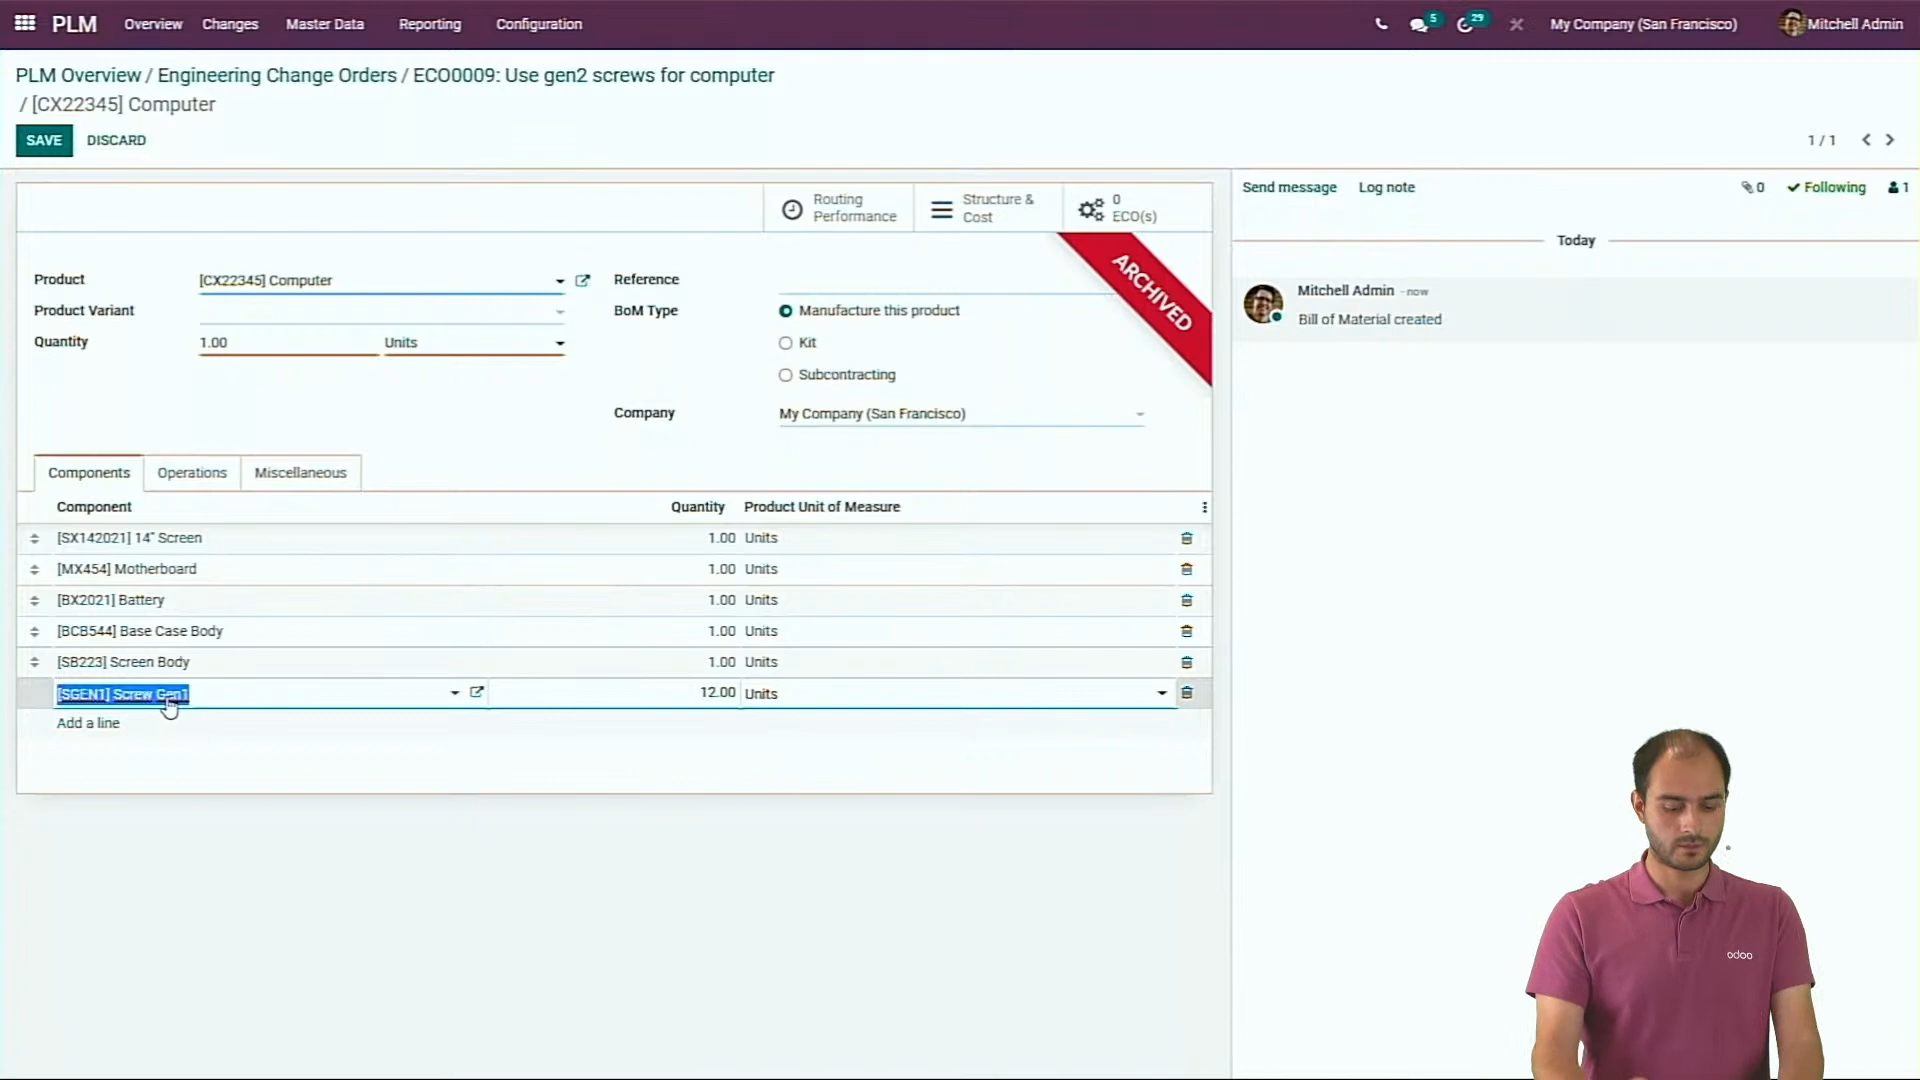 PLM Overview Changes Master Data Reporting Configuration 5 29 My Company (San Francisco) Mitchell Admin
PLM Overview / Engineering Change Orders / ECO0009: Use gen2 screws for computer
/ [CX22345] Computer
SAVE DISCARD 1 / 1
Routing Performance
Structure & Cost
0 ECO(s)
Send message Log note 0 Following 1
Today
ARCHIVED
Product [CX22345] Computer Reference
Product Variant BoM Type Manufacture this product
Quantity 1.00 Units Kit
Subcontracting
Company My Company (San Francisco)
Mitchell Admin - now
Bill of Material created
Components Operations Miscellaneous
Component Quantity Product Unit of Measure
[SX142021] 14" Screen 1.00 Units
[MX454] Motherboard 1.00 Units
[BX2021] Battery 1.00 Units
[BCB544] Base Case Body 1.00 Units
[SB223] Screen Body 1.00 Units
[SGEN1] Screw Gen1 12.00 Units
Add a line
odoo